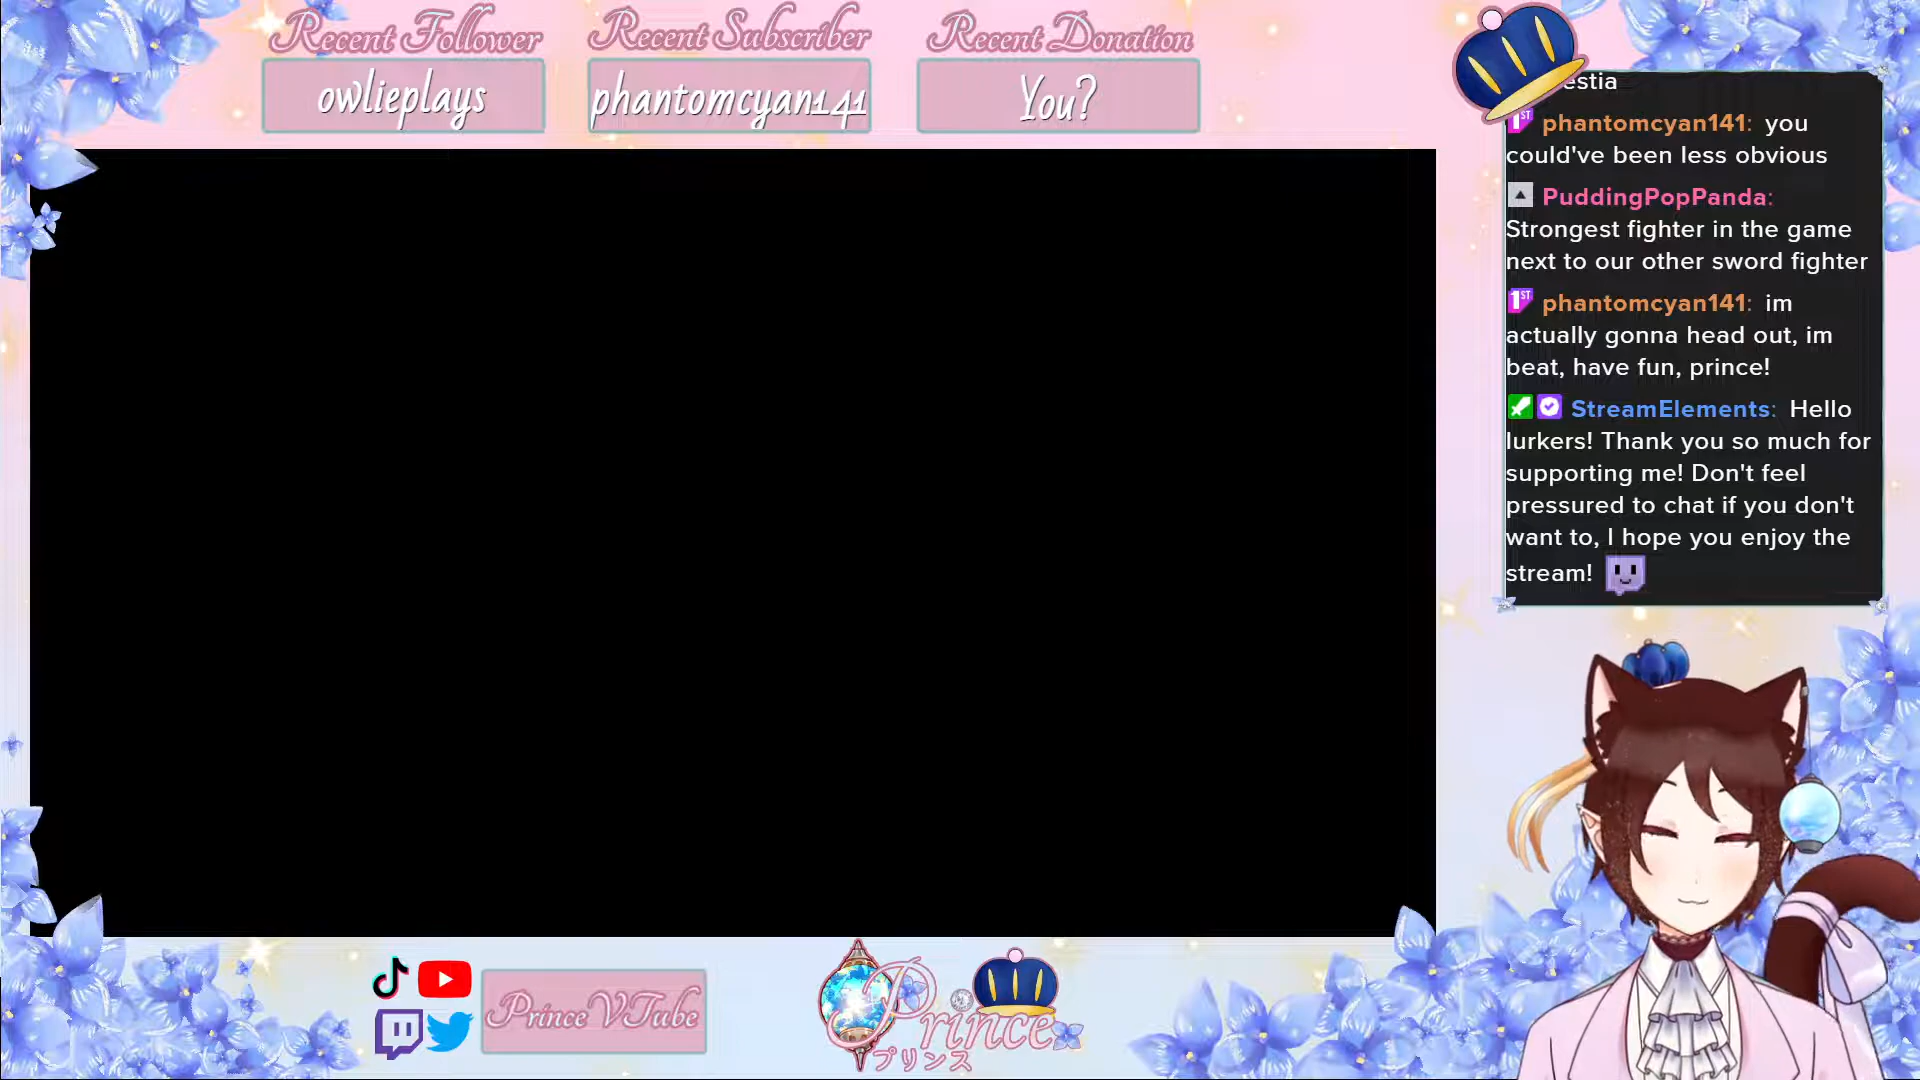 Recent Follower
owlieplays
Recent Subscriber
phantomcyan141
Recent Donation
You?
estia
1ST phantomcyan141: you
could've been less obvious
PuddingPopPanda:
Strongest fighter in the game
next to our other sword fighter
1ST phantomcyan141: im
actually gonna head out, im
beat, have fun, prince!
StreamElements: Hello
lurkers! Thank you so much for
supporting me! Don't feel
pressured to chat if you don't
want to, I hope you enjoy the
stream!
Prince VTube
Prince
プリンス